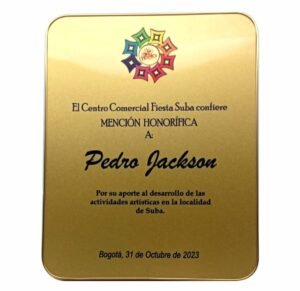 El Centro Comercial Fiesta Suba confiere
MENCIÓN HONORÍFICA
A:
Pedro Jackson
Por su aporte al desarrollo de las
actividades artísticas en la localidad
de Suba.
Bogotá, 31 de Octubre de 2023